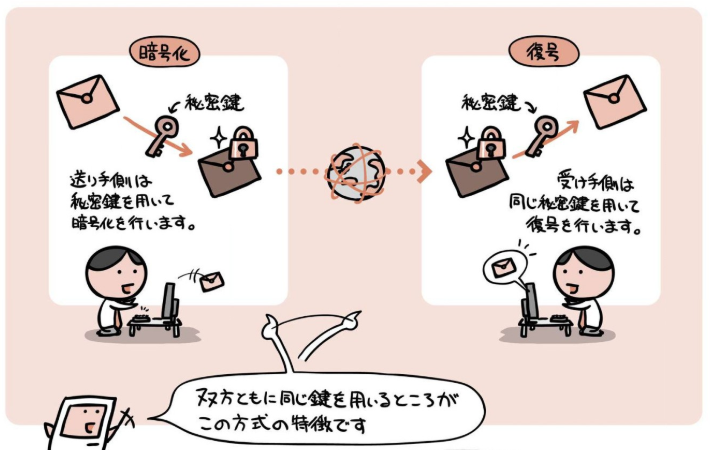 暗号化
秘密鍵
送り手側は
秘密鍵を用いて
暗号化を行います。
復号
秘密鍵
受け手側は
同じ秘密鍵を用いて
復号を行います。
双方ともに同じ鍵を用いるところが
この方式の特徴です